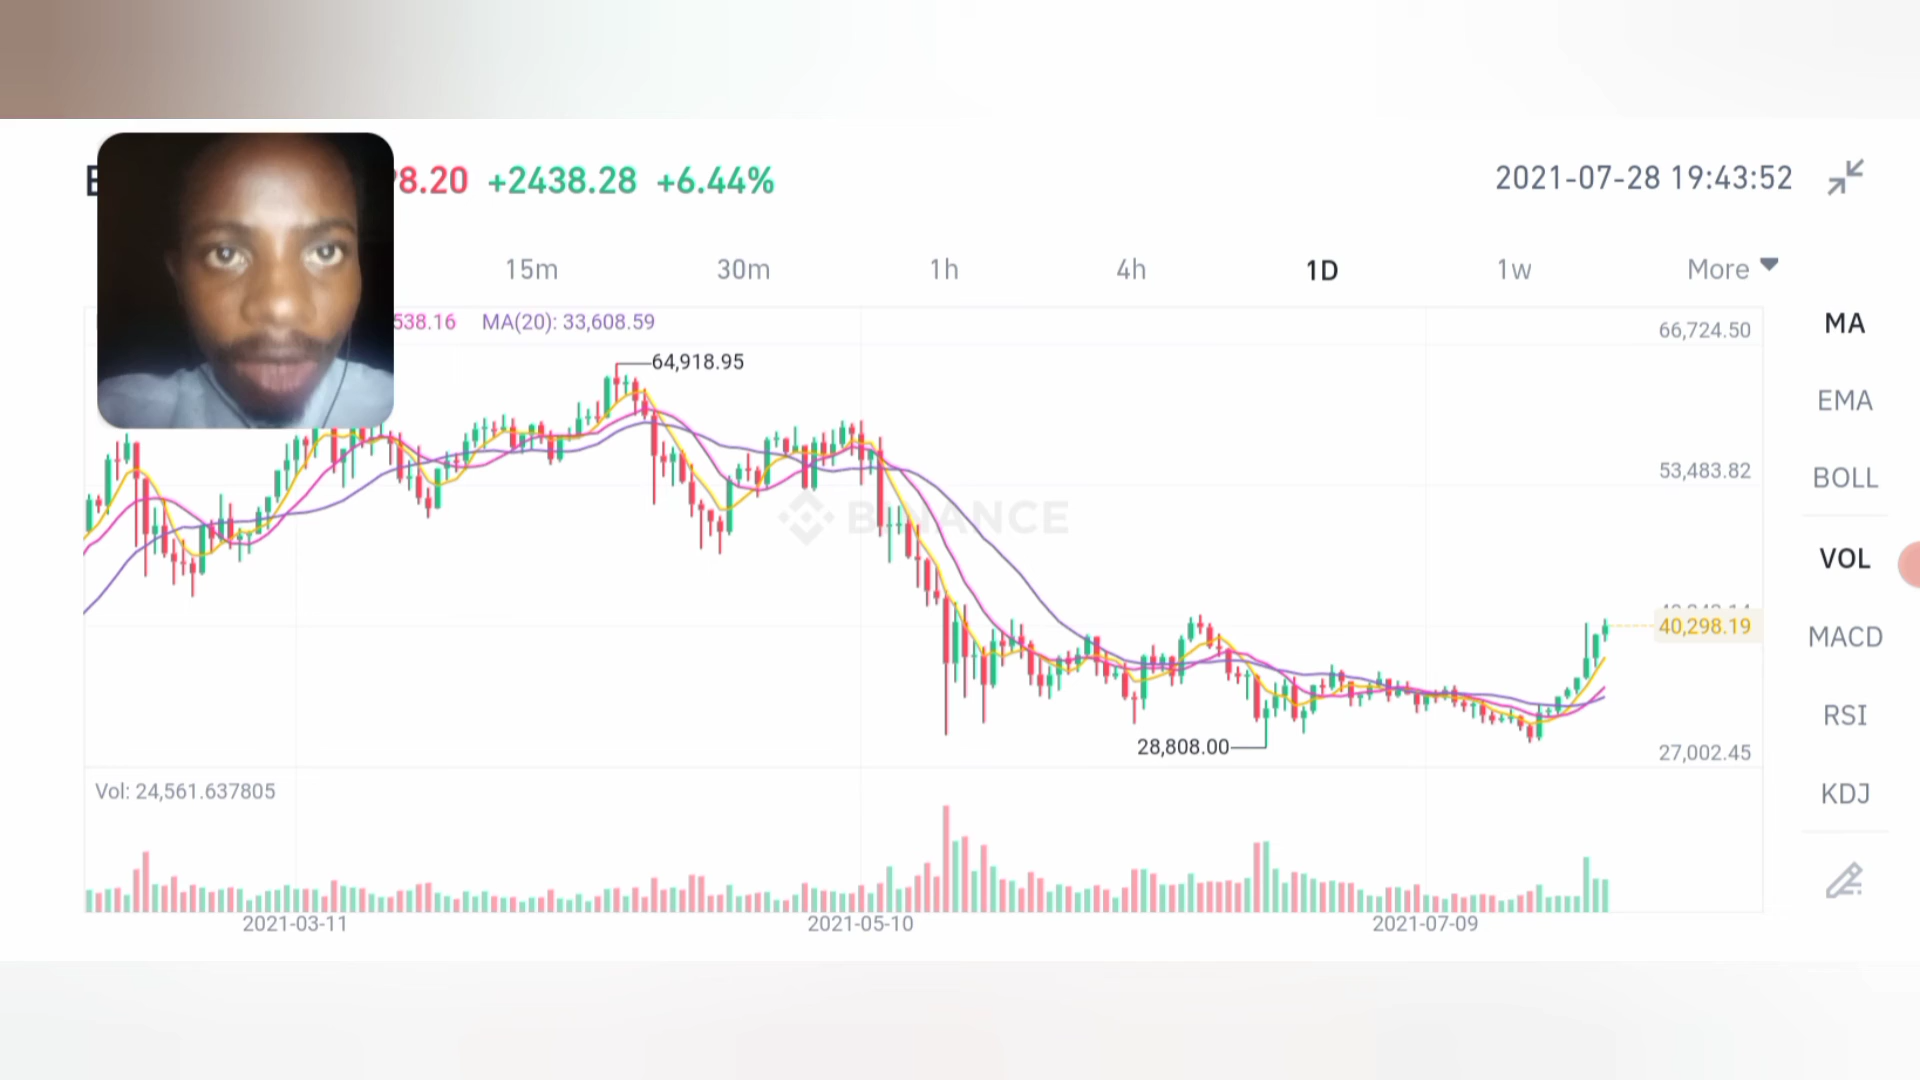 8.20 +2438.28 +6.44% 2021-07-28 19:43:52
15m 30m 1h 4h 1D 1w More
538.16 MA(20): 33,608.59
66,724.50
MA
64,918.95
EMA
53,483.82
BOLL
BINANCE
VOL
40,298.19
MACD
RSI
28,808.00
27,002.45
Vol: 24,561.637805
KDJ
2021-03-11 2021-05-10 2021-07-09